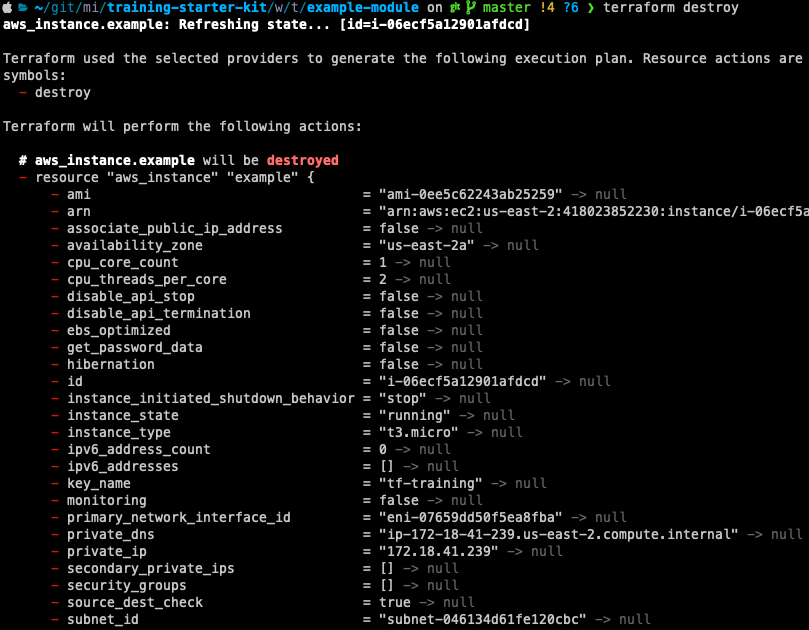 ~/git/mi/training-starter-kit/w/t/example-module on git master !4 ?6 ❯ terraform destroy
aws_instance.example: Refreshing state... [id=i-06ecf5a12901afdcd]
Terraform used the selected providers to generate the following execution plan. Resource actions are
symbols:
- destroy
Terraform will perform the following actions:
# aws_instance.example will be destroyed
- resource "aws_instance" "example" {
- ami = "ami-0ee5c62243ab25259" -> null
- arn = "arn:aws:ec2:us-east-2:418023852230:instance/i-06ecf5a
- associate_public_ip_address = false -> null
- availability_zone = "us-east-2a" -> null
- cpu_core_count = 1 -> null
- cpu_threads_per_core = 2 -> null
- disable_api_stop = false -> null
- disable_api_termination = false -> null
- ebs_optimized = false -> null
- get_password_data = false -> null
- hibernation = false -> null
- id = "i-06ecf5a12901afdcd" -> null
- instance_initiated_shutdown_behavior = "stop" -> null
- instance_state = "running" -> null
- instance_type = "t3.micro" -> null
- ipv6_address_count = 0 -> null
- ipv6_addresses = [] -> null
- key_name = "tf-training" -> null
- monitoring = false -> null
- primary_network_interface_id = "eni-07659dd50f5ea8fba" -> null
- private_dns = "ip-172-18-41-239.us-east-2.compute.internal" -> null
- private_ip = "172.18.41.239" -> null
- secondary_private_ips = [] -> null
- security_groups = [] -> null
- source_dest_check = true -> null
- subnet_id = "subnet-046134d61fe120cbc" -> null